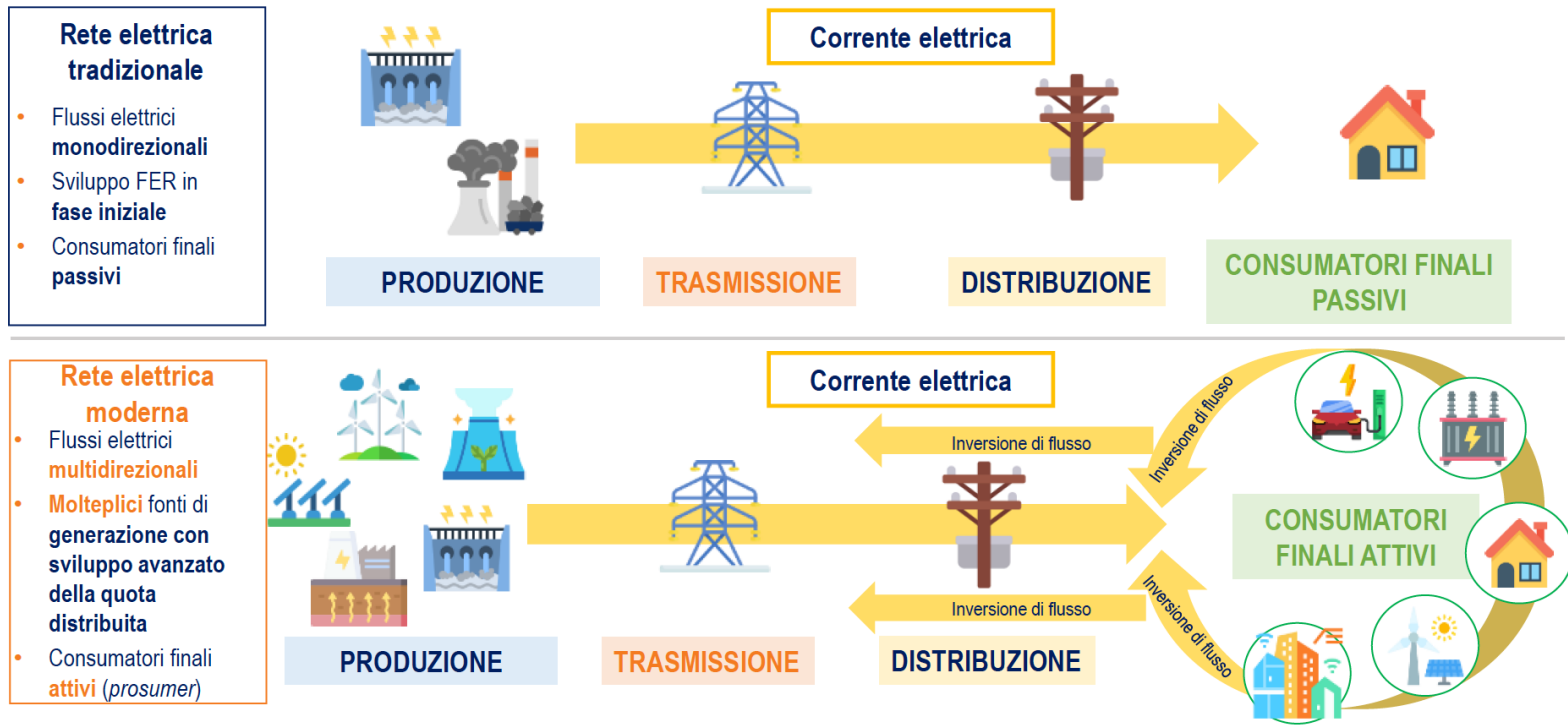 Rete elettrica
tradizionale
• Flussi elettrici
monodirezionali
• Sviluppo FER in
fase iniziale
• Consumatori finali
passivi
Corrente elettrica
PRODUZIONE
TRASMISSIONE
DISTRIBUZIONE
CONSUMATORI FINALI
PASSIVI
Rete elettrica
moderna
• Flussi elettrici
multidirezionali
• Molteplici fonti di
generazione con
sviluppo avanzato
della quota
distribuita
• Consumatori finali
attivi (prosumer)
Corrente elettrica
Inversione di flusso
Inversione di flusso
Inversione di flusso
Inversione di flusso
PRODUZIONE
TRASMISSIONE
DISTRIBUZIONE
CONSUMATORI
FINALI ATTIVI